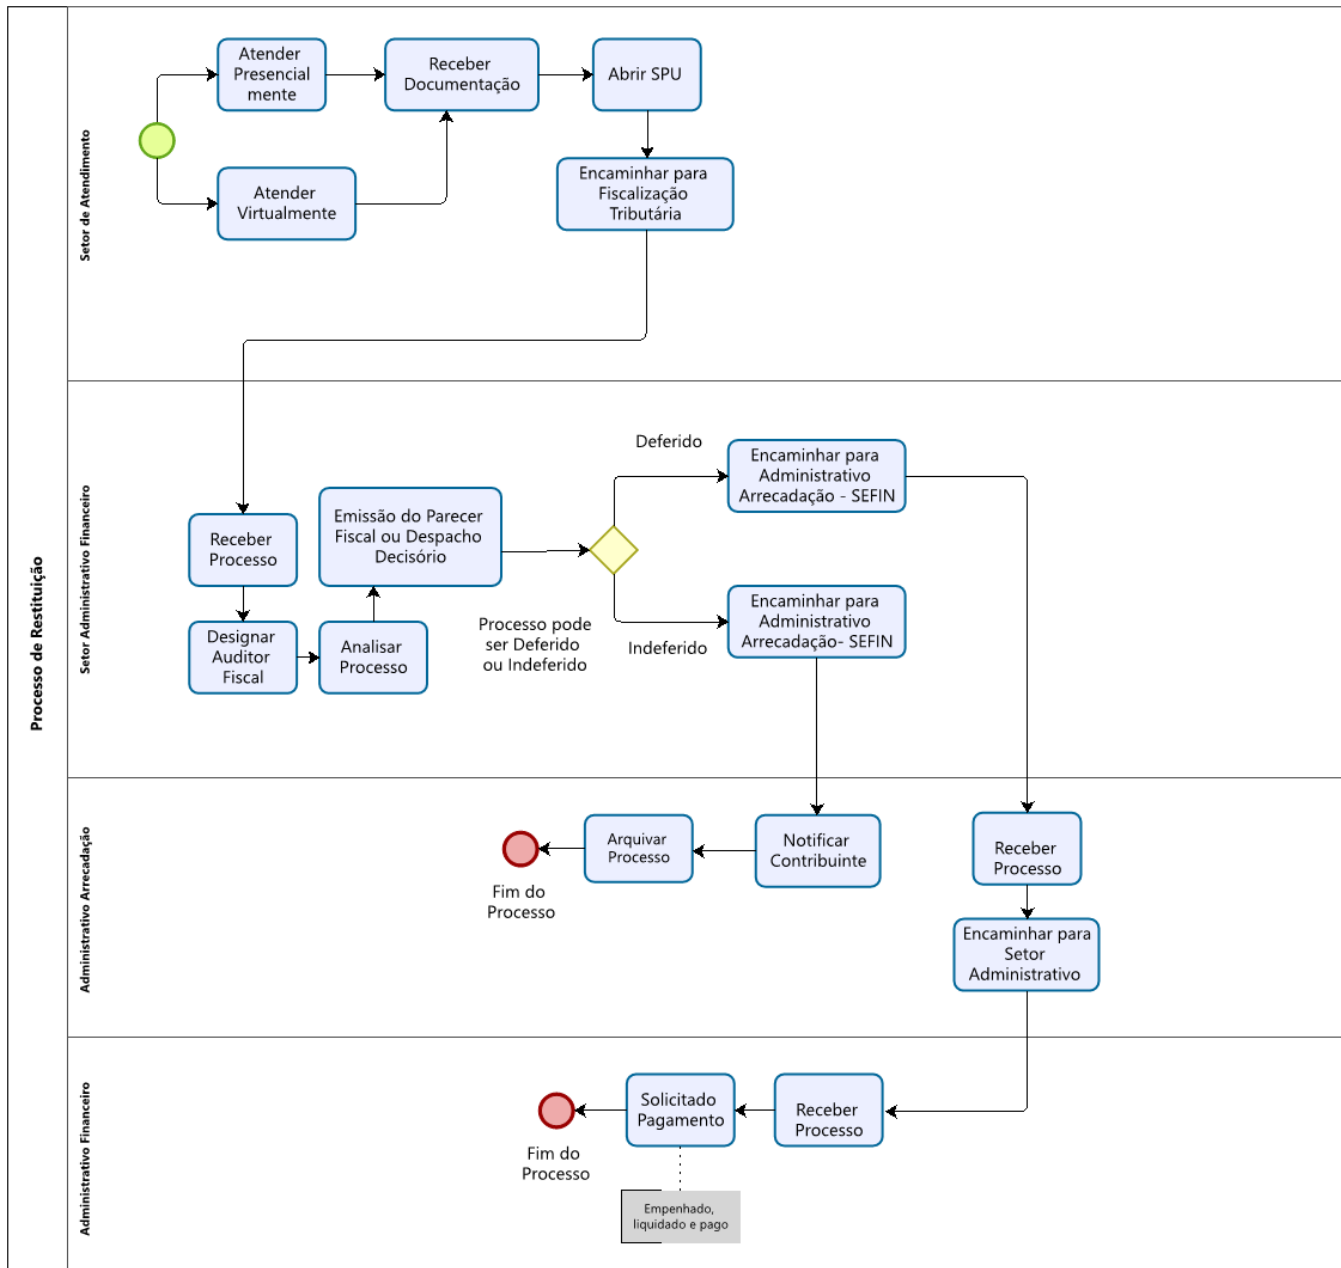 Processo de Restituição
Setor de Atendimento
Atender
Presencial
mente
Receber
Documentação
Abrir SPU
Atender
Virtualmente
Encaminhar para
Fiscalização
Tributária
Setor Administrativo Financeiro
Receber
Processo
Designar
Auditor
Fiscal
Analisar
Processo
Emissão do Parecer
Fiscal ou Despacho
Decisório
Processo pode
ser Deferido
ou Indeferido
Deferido
Encaminhar para
Administrativo
Arrecadação - SEFIN
Indeferido
Encaminhar para
Administrativo
Arrecadação- SEFIN
Administrativo Arrecadação
Notificar
Contribuinte
Arquivar
Processo
Fim do
Processo
Receber
Processo
Encaminhar para
Setor
Administrativo
Administrativo Financeiro
Receber
Processo
Solicitado
Pagamento
Fim do
Processo
Empenhado,
liquidado e pago